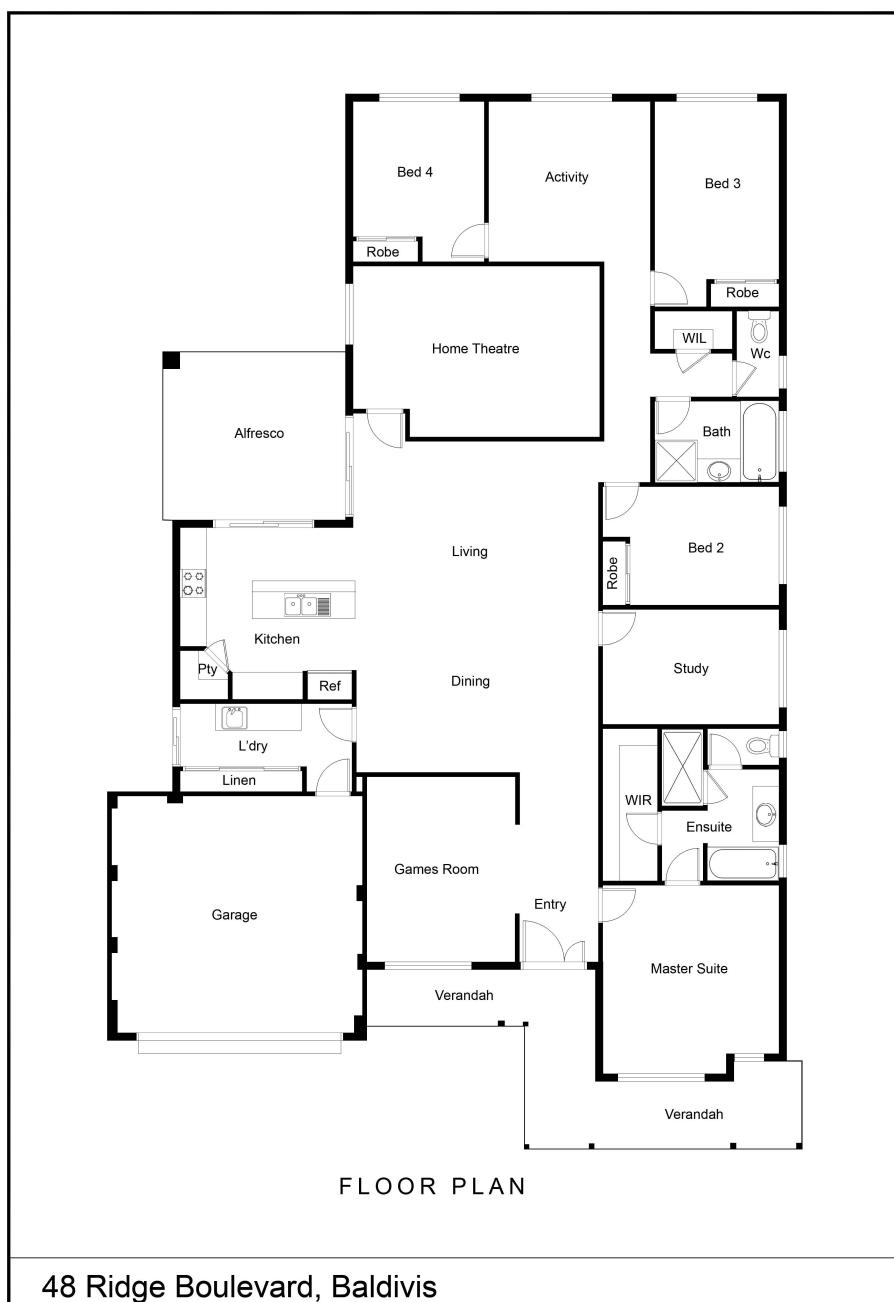 Bed 4
Activity
Bed 3
Robe
Robe
Home Theatre
WIL
Wc
Alfresco
Bath
Living
Bed 2
Robe
Kitchen
Pty
Ref
Dining
Study
L'dry
Linen
WIR
Ensuite
Games Room
Garage
Entry
Master Suite
Verandah
Verandah
FLOOR PLAN
48 Ridge Boulevard, Baldivis